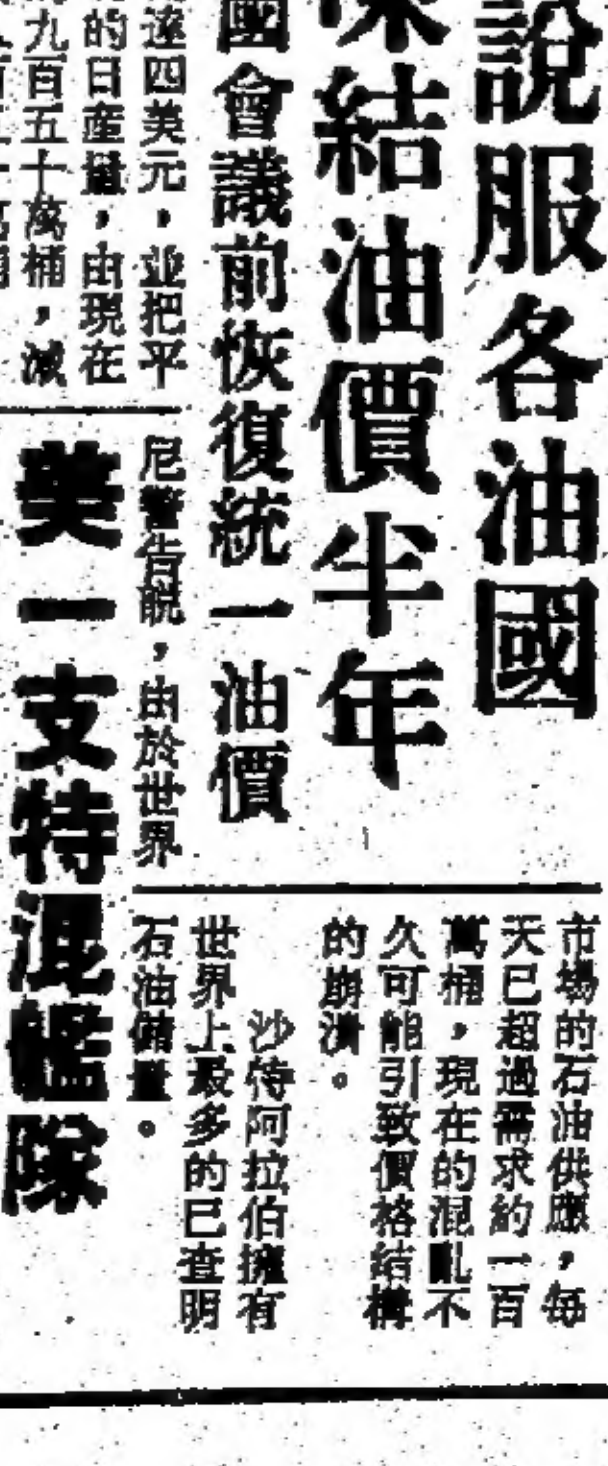 說服各油國
結油價半年
國會議前恢復統一油價
達四美元，並把平
的日產量，由現在
九百五十萬桶，減
尼警告說，由於世界
市場的石油供應，每
天已超過需求約一百
萬桶，現在的混亂不
久可能引致價格結構
的崩潰。
沙特阿拉伯擁有
世界上最多的已查明
石油儲量。
美一支特混艦隊